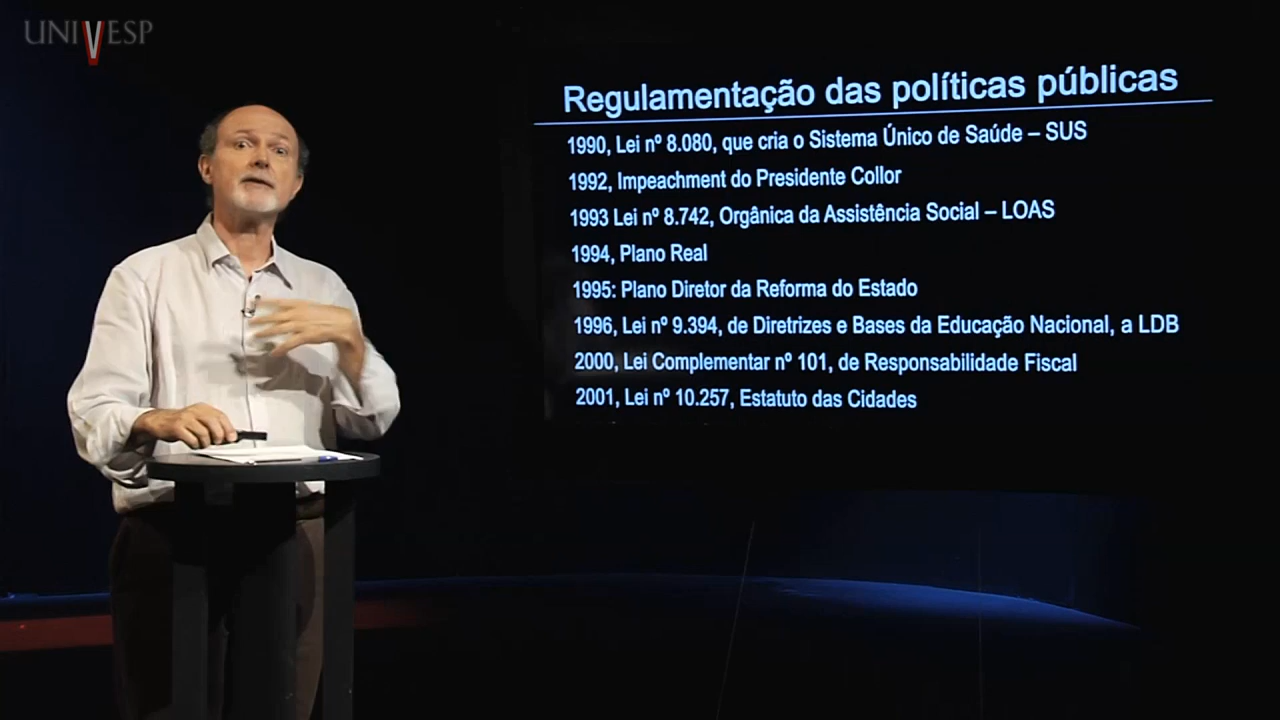 UNIVESP
Regulamentação das políticas públicas
1990, Lei nº 8.080, que cria o Sistema Único de Saúde – SUS
1992, Impeachment do Presidente Collor
1993 Lei nº 8.742, Orgânica da Assistência Social – LOAS
1994, Plano Real
1995: Plano Diretor da Reforma do Estado
1996, Lei nº 9.394, de Diretrizes e Bases da Educação Nacional, a LDB
2000, Lei Complementar nº 101, de Responsabilidade Fiscal
2001, Lei nº 10.257, Estatuto das Cidades